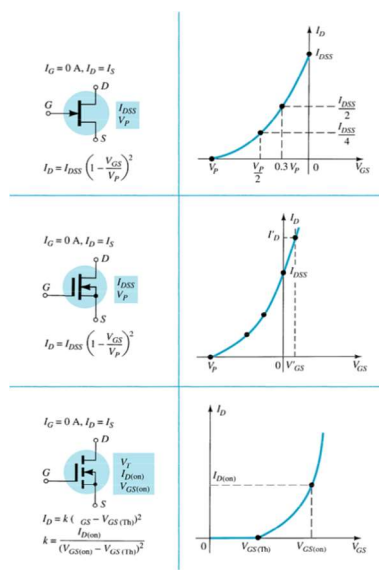 I_G = 0 A, I_D = I_S
D
G
S
I_DSS
V_P
I_D = I_DSS (1 - V_GS/V_P)^2
I_D
I_DSS
I_DSS/2
I_DSS/4
V_P
V_P/2
0.3 V_P
0
V_GS
I_G = 0 A, I_D = I_S
D
G
S
I_DSS
V_P
I_D = I_DSS (1 - V_GS/V_P)^2
I_D
I'_D
I_DSS
V_P
0
V'_GS
V_GS
I_G = 0 A, I_D = I_S
D
G
S
V_T
I_D(on)
V_GS(on)
I_D = k ( _GS - V_GS (Th))^2
k = I_D(on)/(V_GS(on) - V_GS (Th))^2
I_D
I_D(on)
0
V_GS(Th)
V_GS(on)
V_GS